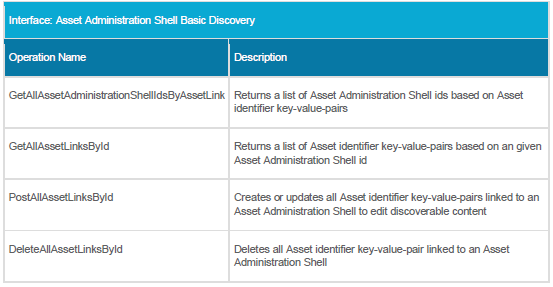 Interface: Asset Administration Shell Basic Discovery
Operation Name
Description
GetAllAssetAdministrationShellIdsByAssetLink
Returns a list of Asset Administration Shell ids based on Asset
identifier key-value-pairs
GetAllAssetLinksById
Returns a list of Asset identifier key-value-pairs based on an given
Asset Administration Shell id
PostAllAssetLinksById
Creates or updates all Asset identifier key-value-pairs linked to an
Asset Administration Shell to edit discoverable content
DeleteAllAssetLinksById
Deletes all Asset identifier key-value-pair linked to an Asset
Administration Shell